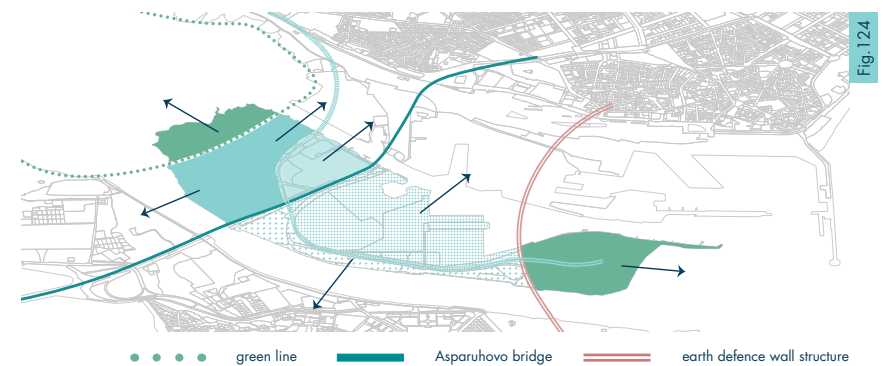 Fig.124
green line
Asparuhovo bridge
earth defence wall structure